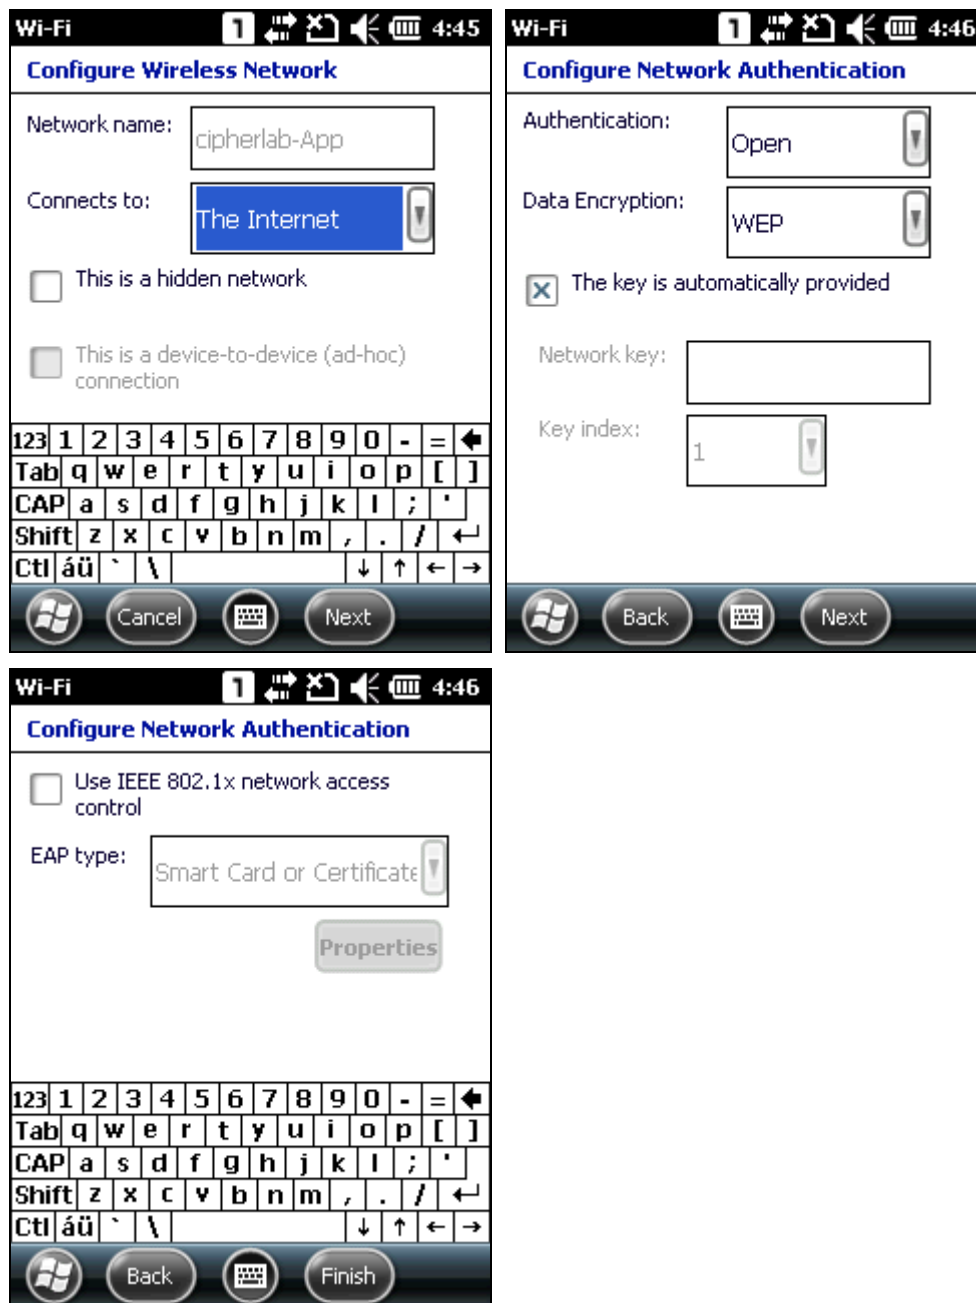 Wi-Fi 1 4:45
Configure Wireless Network
Network name: cipherlab-App
Connects to: The Internet
This is a hidden network
This is a device-to-device (ad-hoc)
connection
123 1 2 3 4 5 6 7 8 9 0 - = 🡄
Tab q w e r t y u i o p [ ]
CAP a s d f g h j k l ; '
Shift z x c v b n m , . / ↵
Ctl áü ` \ ↓ ↑ ← →
Cancel Next
Wi-Fi 1 4:46
Configure Network Authentication
Authentication: Open
Data Encryption: WEP
The key is automatically provided
Network key:
Key index: 1
Back Next
Wi-Fi 1 4:46
Configure Network Authentication
Use IEEE 802.1x network access
control
EAP type: Smart Card or Certificate
Properties
123 1 2 3 4 5 6 7 8 9 0 - = 🡄
Tab q w e r t y u i o p [ ]
CAP a s d f g h j k l ; '
Shift z x c v b n m , . / ↵
Ctl áü ` \ ↓ ↑ ← →
Back Finish